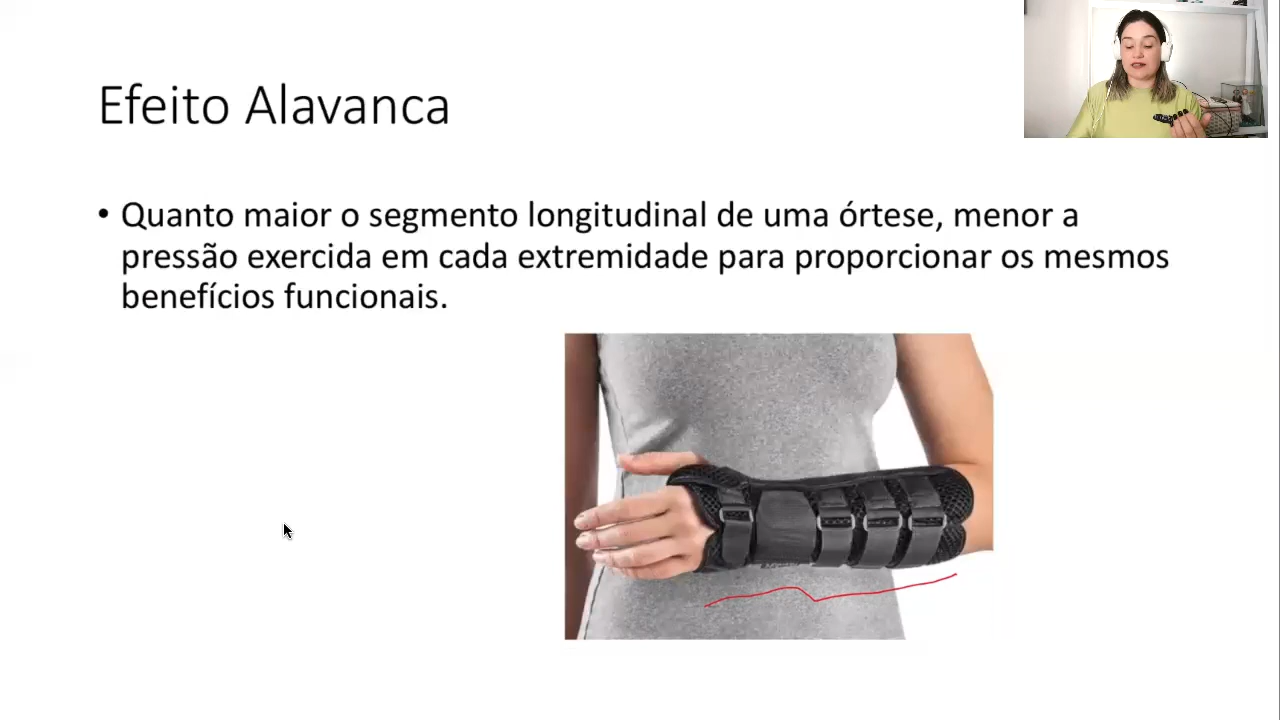 Efeito Alavanca
• Quanto maior o segmento longitudinal de uma órtese, menor a
pressão exercida em cada extremidade para proporcionar os mesmos
benefícios funcionais.